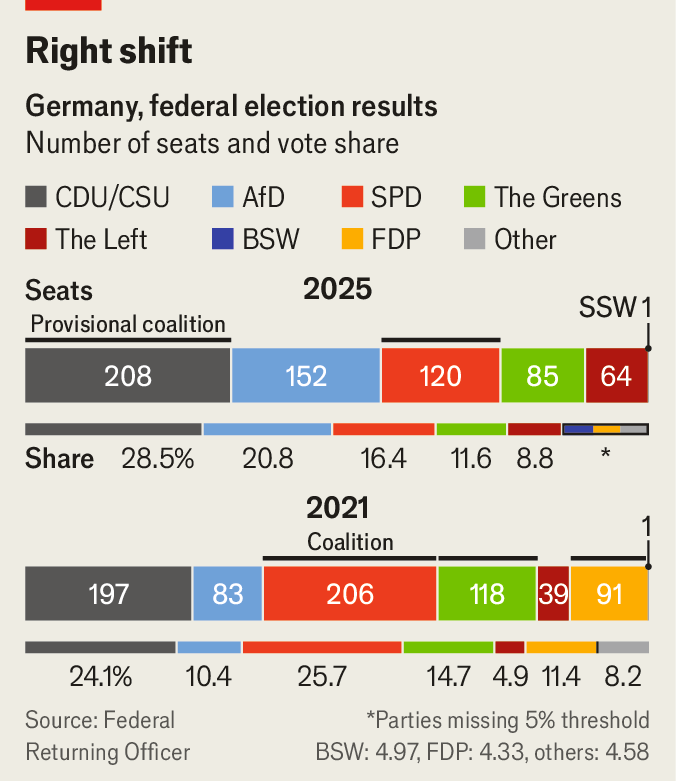 Right shift
Germany, federal election results
Number of seats and vote share
CDU/CSU AfD SPD The Greens
The Left BSW FDP Other
Seats 2025
SSW 1
Provisional coalition
208 152 120 85 64
Share 28.5% 20.8 16.4 11.6 8.8 *
2021
1
Coalition
197 83 206 118 39 91
24.1% 10.4 25.7 14.7 4.9 11.4 8.2
Source: Federal
Returning Officer
*Parties missing 5% threshold
BSW: 4.97, FDP: 4.33, others: 4.58